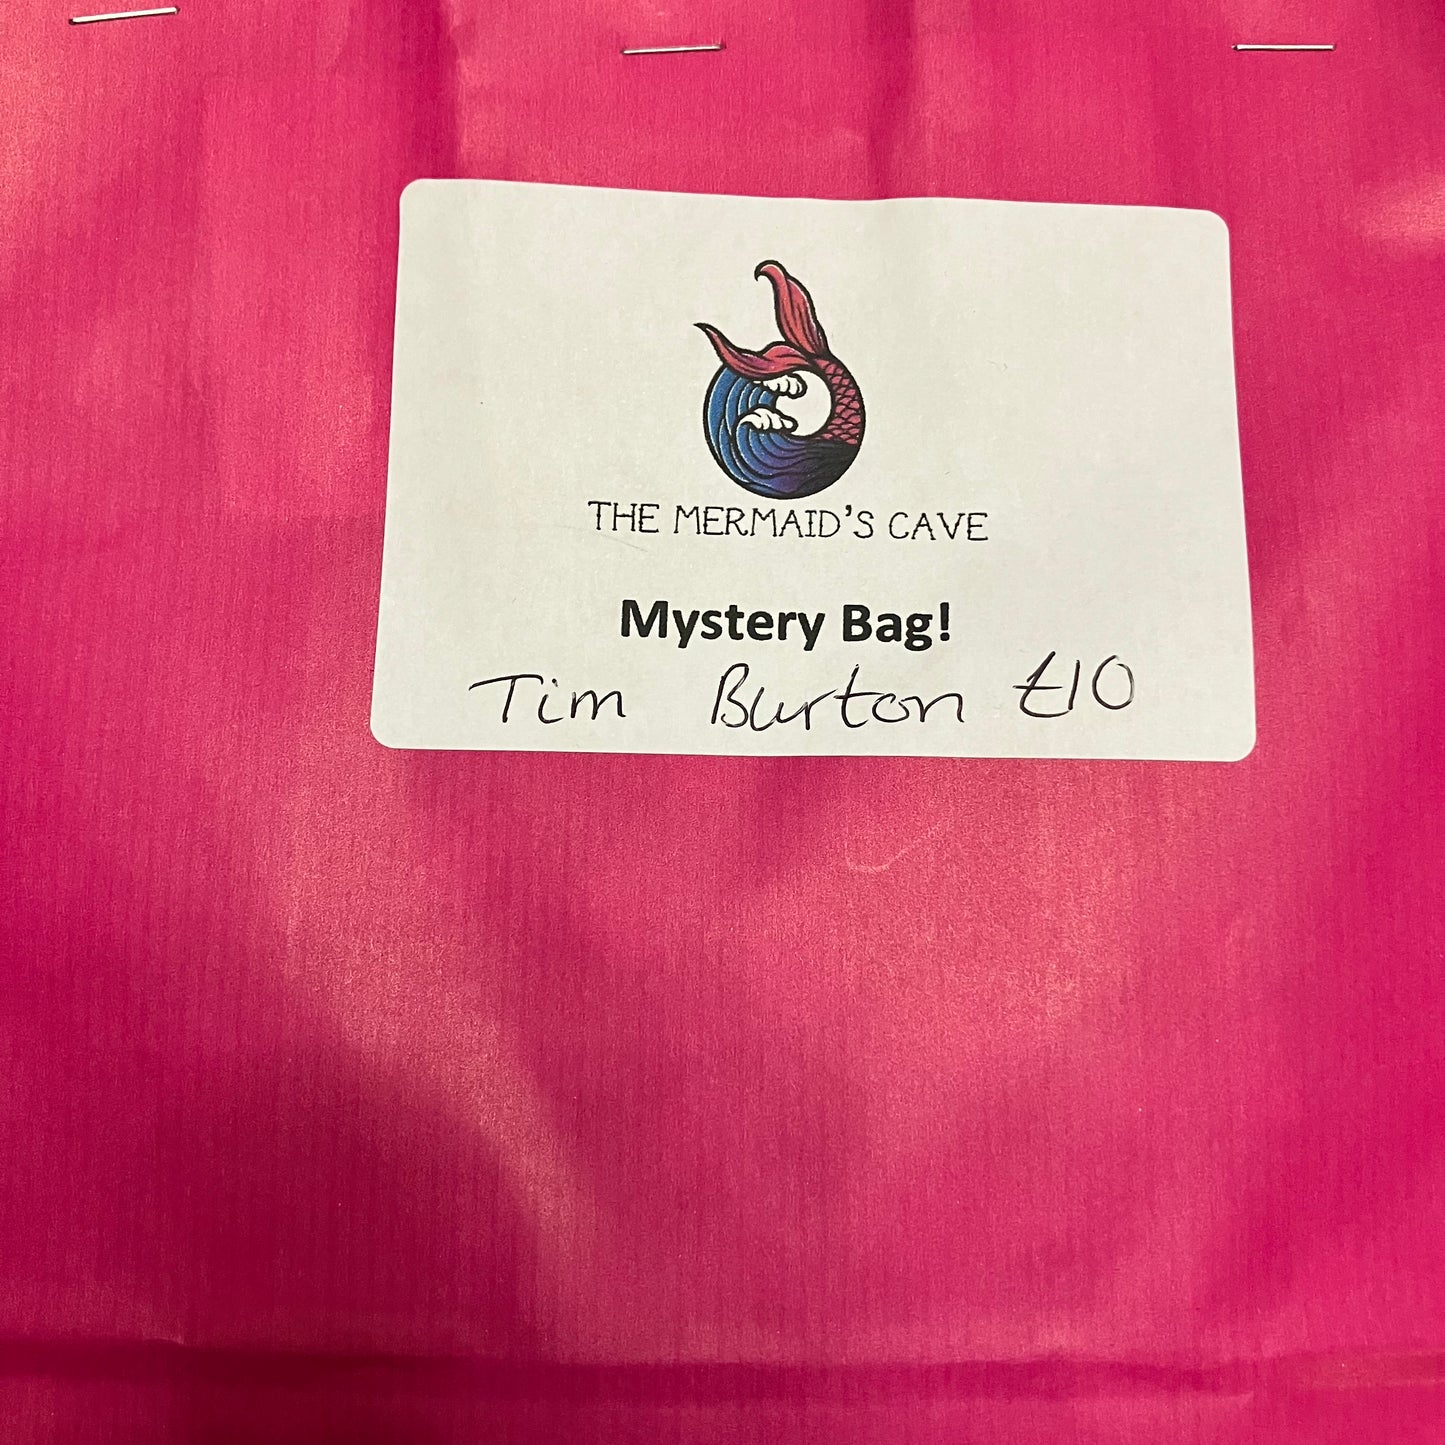 THE MERMAID'S CAVE
Mystery Bag!
Tim Burton £10